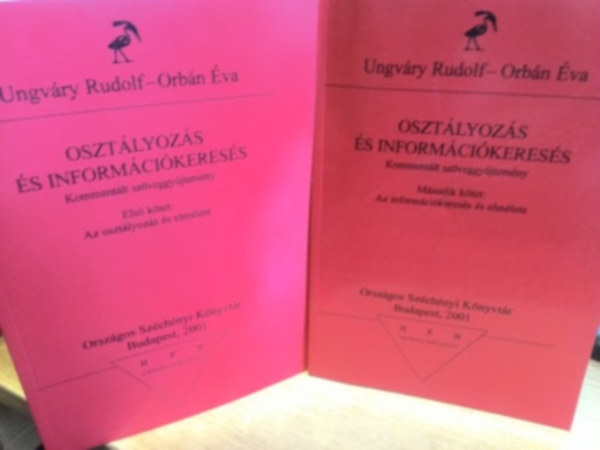 Ungváry Rudolf–Orbán Éva
OSZTÁLYOZÁS
ÉS INFORMÁCIÓKERESÉS
Kommentált szöveggyűjtemény
Első kötet:
Az osztályozás és elmélete
Országos Széchényi Könyvtár
Budapest, 2001
Ungváry Rudolf–Orbán Éva
OSZTÁLYOZÁS
ÉS INFORMÁCIÓKERESÉS
Kommentált szöveggyűjtemény
Második kötet:
Az információkeresés és elmélete
Országos Széchényi Könyvtár
Budapest, 2001